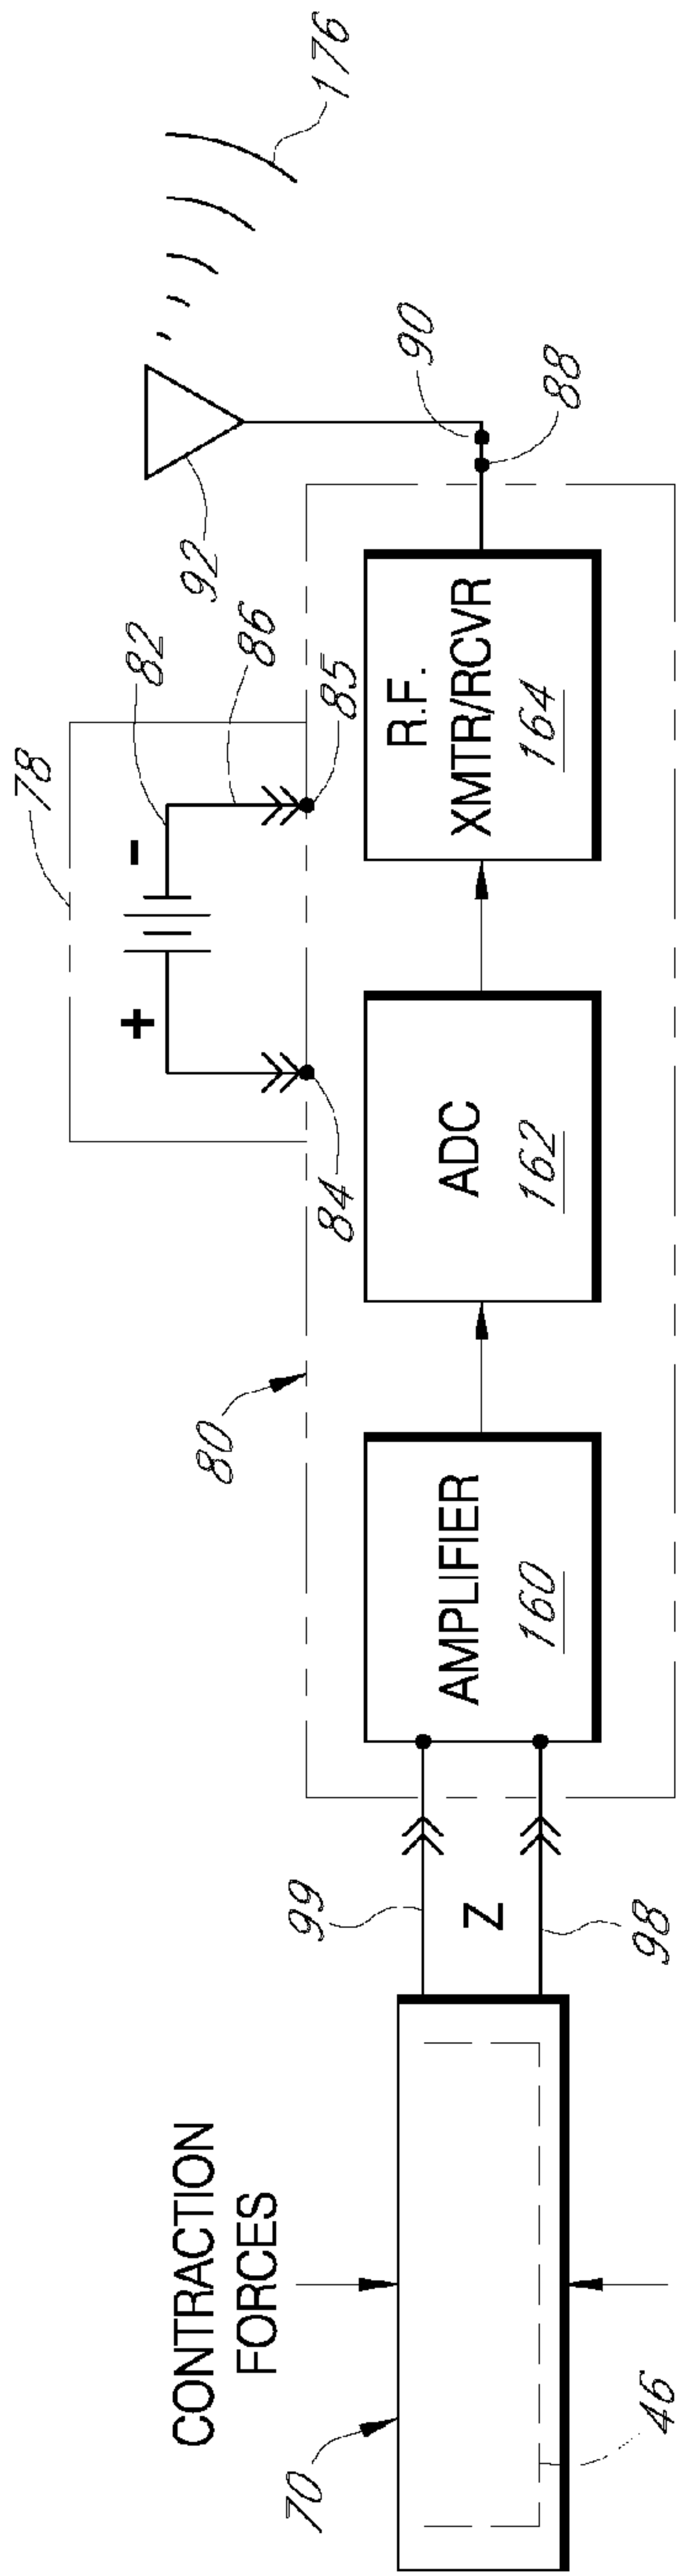 CONTRACTION
FORCES
70
46
99
Z
98
80
AMPLIFIER
160
ADC
162
R.F.
XMTR/RCVR
164
78
+
-
82
86
84
85
92
90
88
176